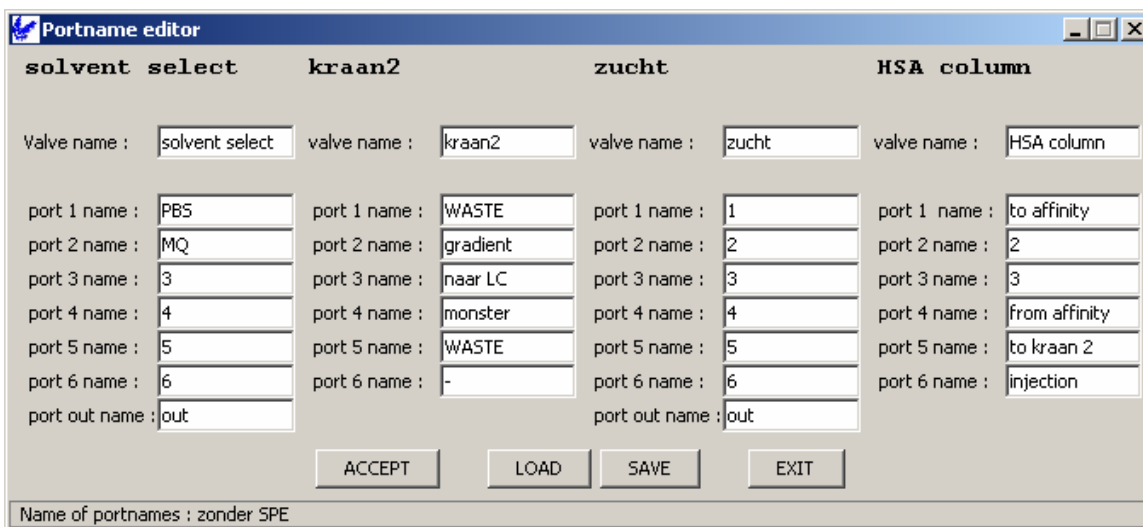 Portname editor
solvent select kraan2 zucht HSA column
Valve name : solvent select valve name : kraan2 valve name : zucht valve name : HSA column
port 1 name : PBS port 1 name : WASTE port 1 name : 1 port 1 name : to affinity
port 2 name : MQ port 2 name : gradient port 2 name : 2 port 2 name : 2
port 3 name : 3 port 3 name : naar LC port 3 name : 3 port 3 name : 3
port 4 name : 4 port 4 name : monster port 4 name : 4 port 4 name : from affinity
port 5 name : 5 port 5 name : WASTE port 5 name : 5 port 5 name : to kraan 2
port 6 name : 6 port 6 name : - port 6 name : 6 port 6 name : injection
port out name : out port out name : out
ACCEPT LOAD SAVE EXIT
Name of portnames : zonder SPE